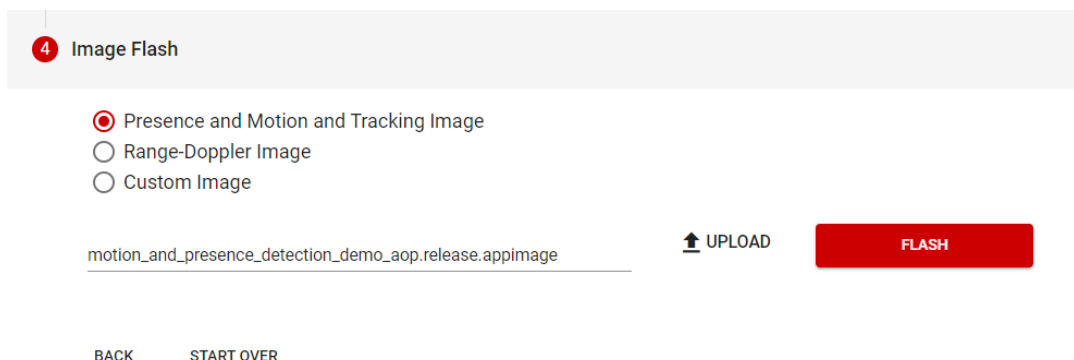 4 Image Flash
Presence and Motion and Tracking Image
Range-Doppler Image
Custom Image
motion_and_presence_detection_demo_aop.release.appimage
UPLOAD
FLASH
BACK START OVER